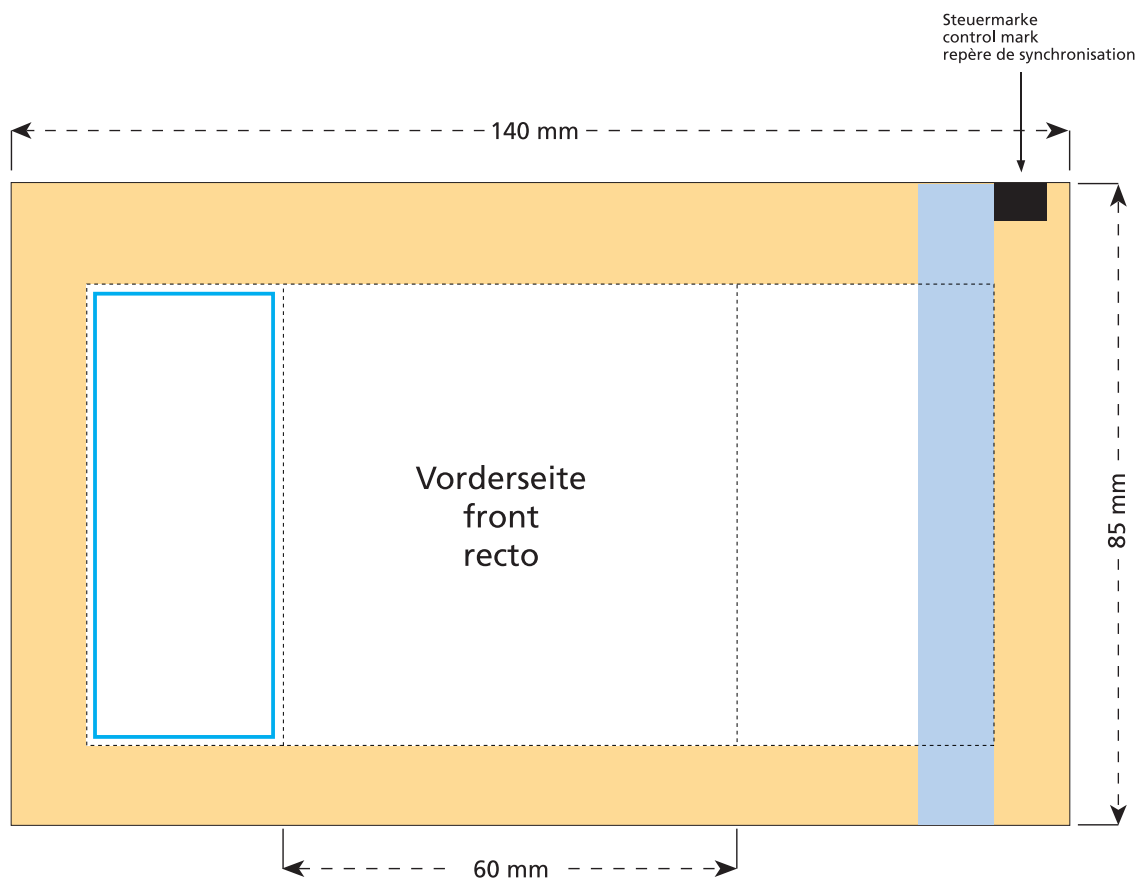 Steuermarke
control mark
repère de synchronisation
140 mm
Vorderseite
front
recto
85 mm
60 mm